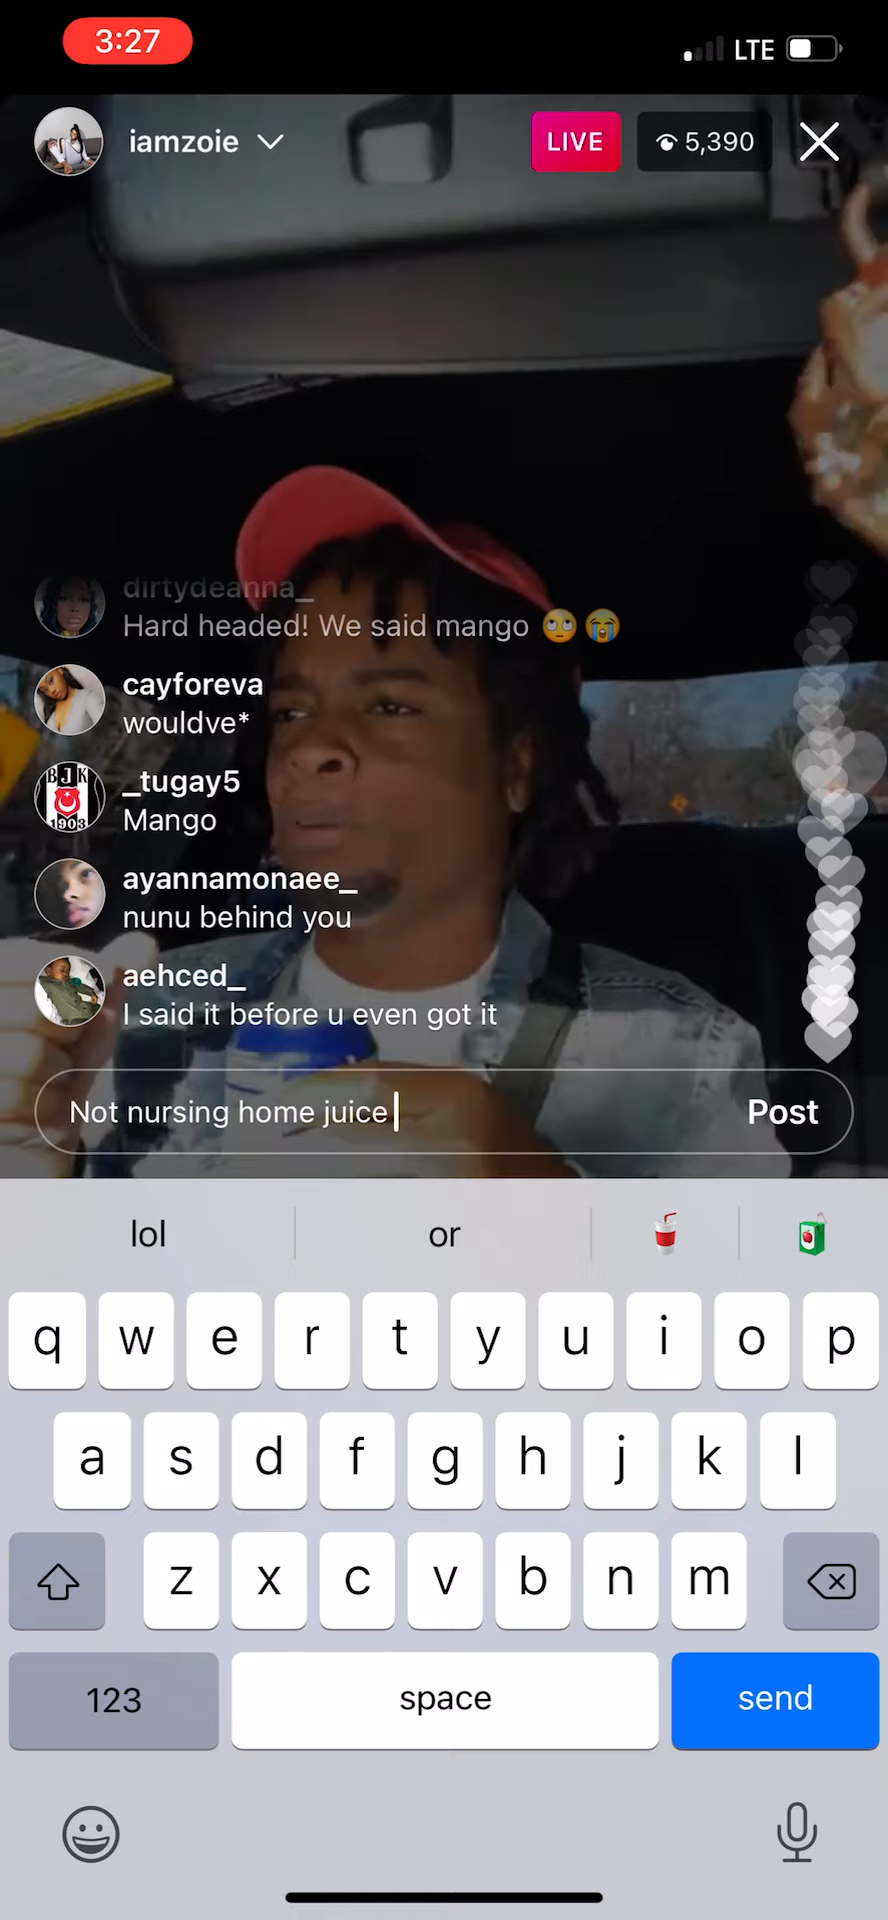 3:27
LTE
iamzoie
LIVE
5,390
dirtydeanna_
Hard headed! We said mango 🙄 😭
cayforeva
wouldve*
BJK
1903
_tugay5
Mango
ayannamonaee_
nunu behind you
aehced_
I said it before u even got it
Not nursing home juice
Post
lol or 🥤 🧃
q w e r t y u i o p
a s d f g h j k l
z x c v b n m
123 space send